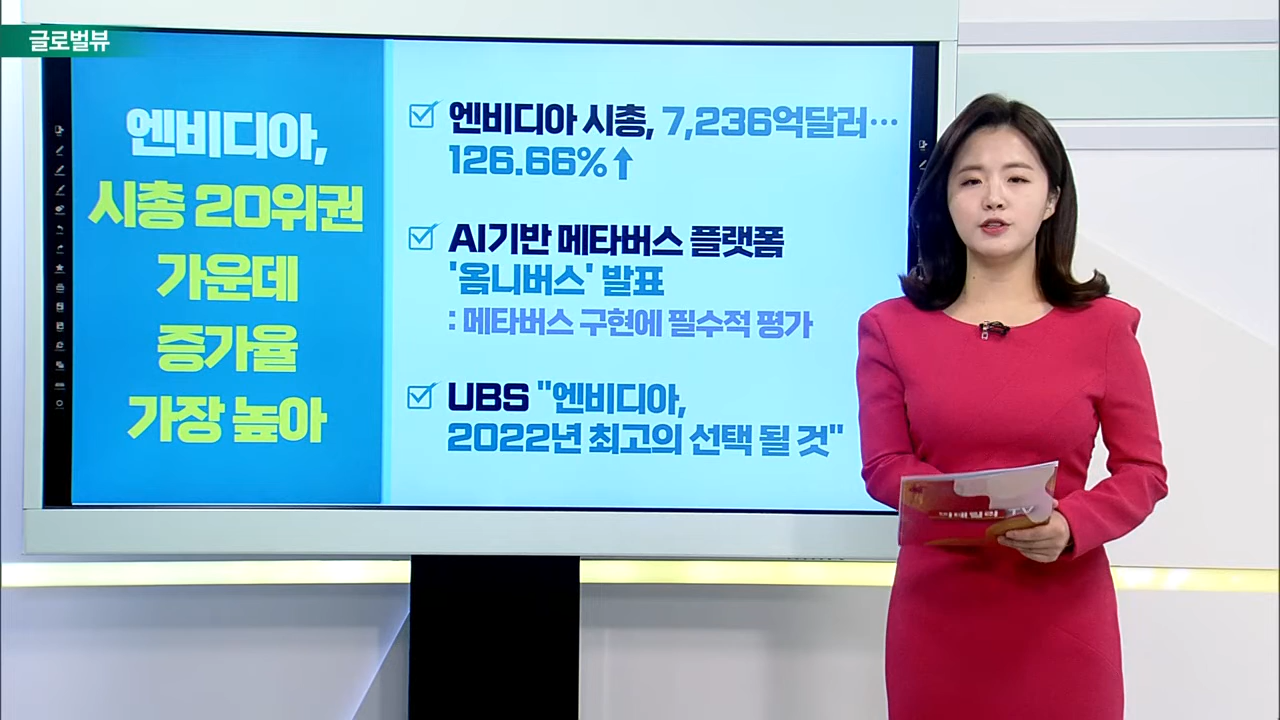 글로벌뷰
엔비디아,
시총 20위권
가운데
증가율
가장 높아
엔비디아 시총, 7,236억달러…
126.66%↑
AI기반 메타버스 플랫폼
'옴니버스' 발표
: 메타버스 구현에 필수적 평가
UBS "엔비디아,
2022년 최고의 선택 될 것"
TV